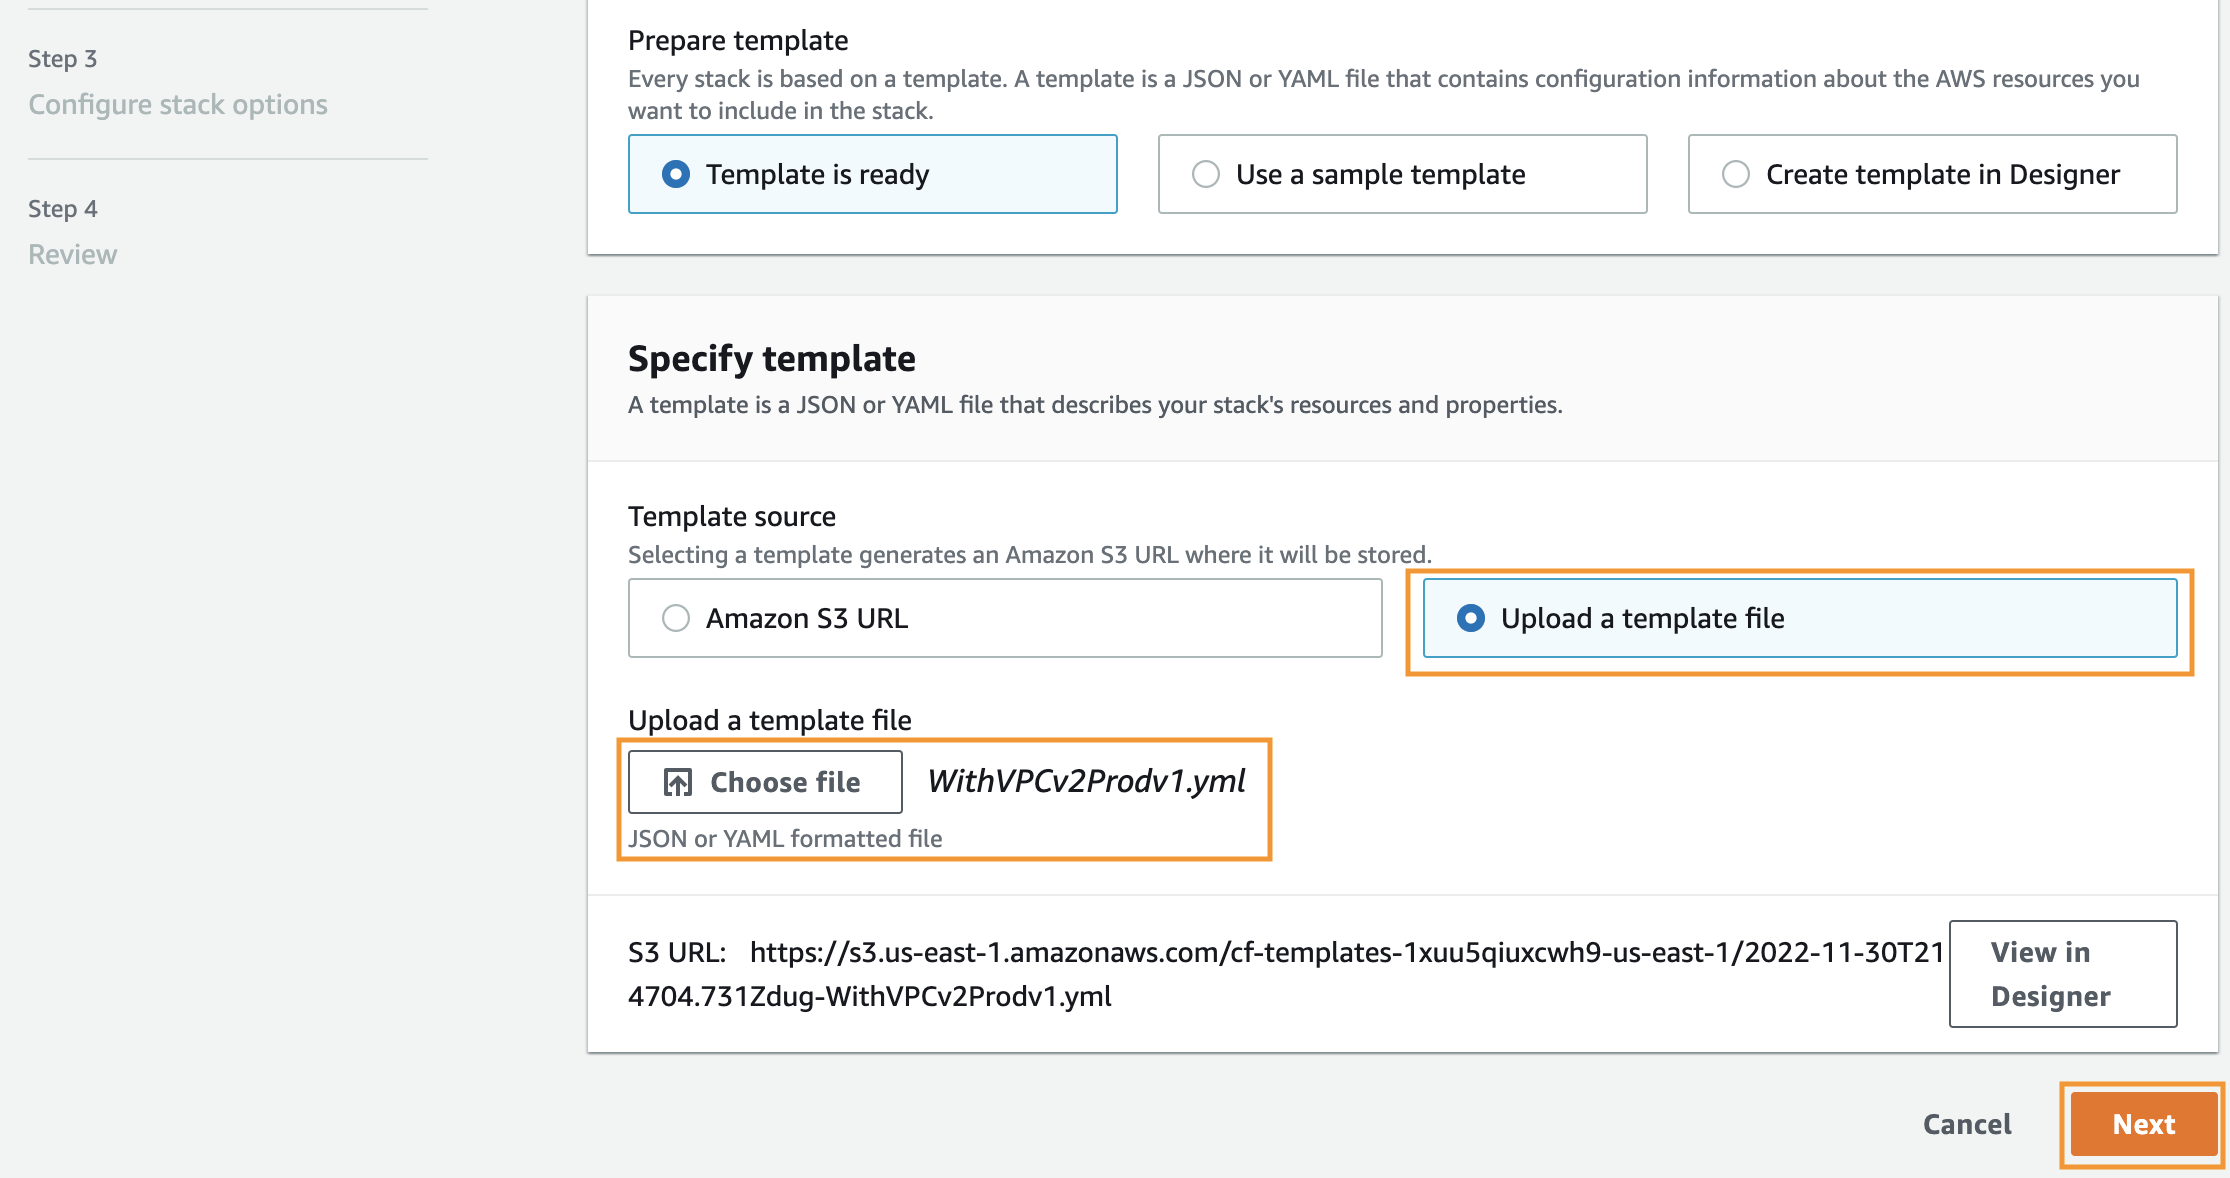 Step 3
Configure stack options
Step 4
Review
Prepare template
Every stack is based on a template. A template is a JSON or YAML file that contains configuration information about the AWS resources you
want to include in the stack.
Template is ready
Use a sample template
Create template in Designer
Specify template
A template is a JSON or YAML file that describes your stack's resources and properties.
Template source
Selecting a template generates an Amazon S3 URL where it will be stored.
Amazon S3 URL
Upload a template file
Upload a template file
Choose file
WithVPCv2Prodv1.yml
JSON or YAML formatted file
S3 URL: https://s3.us-east-1.amazonaws.com/cf-templates-1xuu5qiuxcwh9-us-east-1/2022-11-30T21
4704.731Zdug-WithVPCv2Prodv1.yml
View in
Designer
Cancel
Next